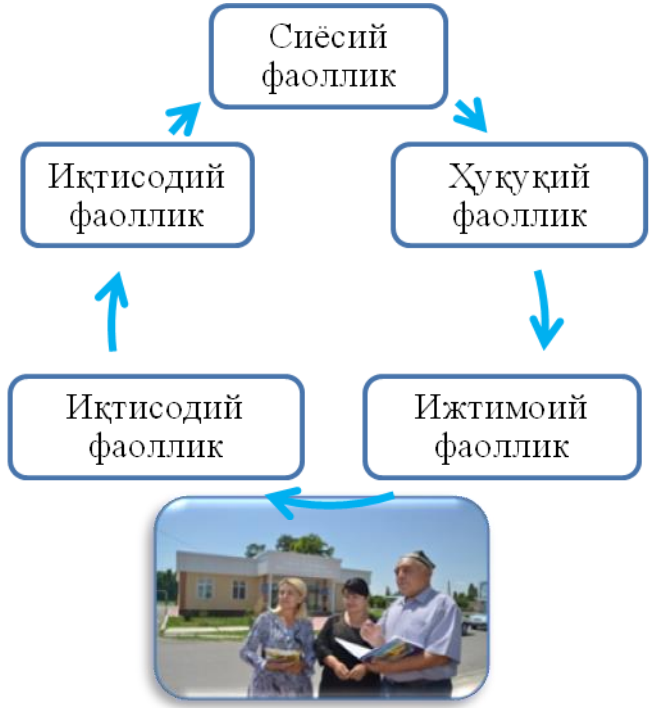 Сиёсий
фаоллик
Ҳуқуқий
фаоллик
Ижтимоий
фаоллик
Иқтисодий
фаоллик
Иқтисодий
фаоллик